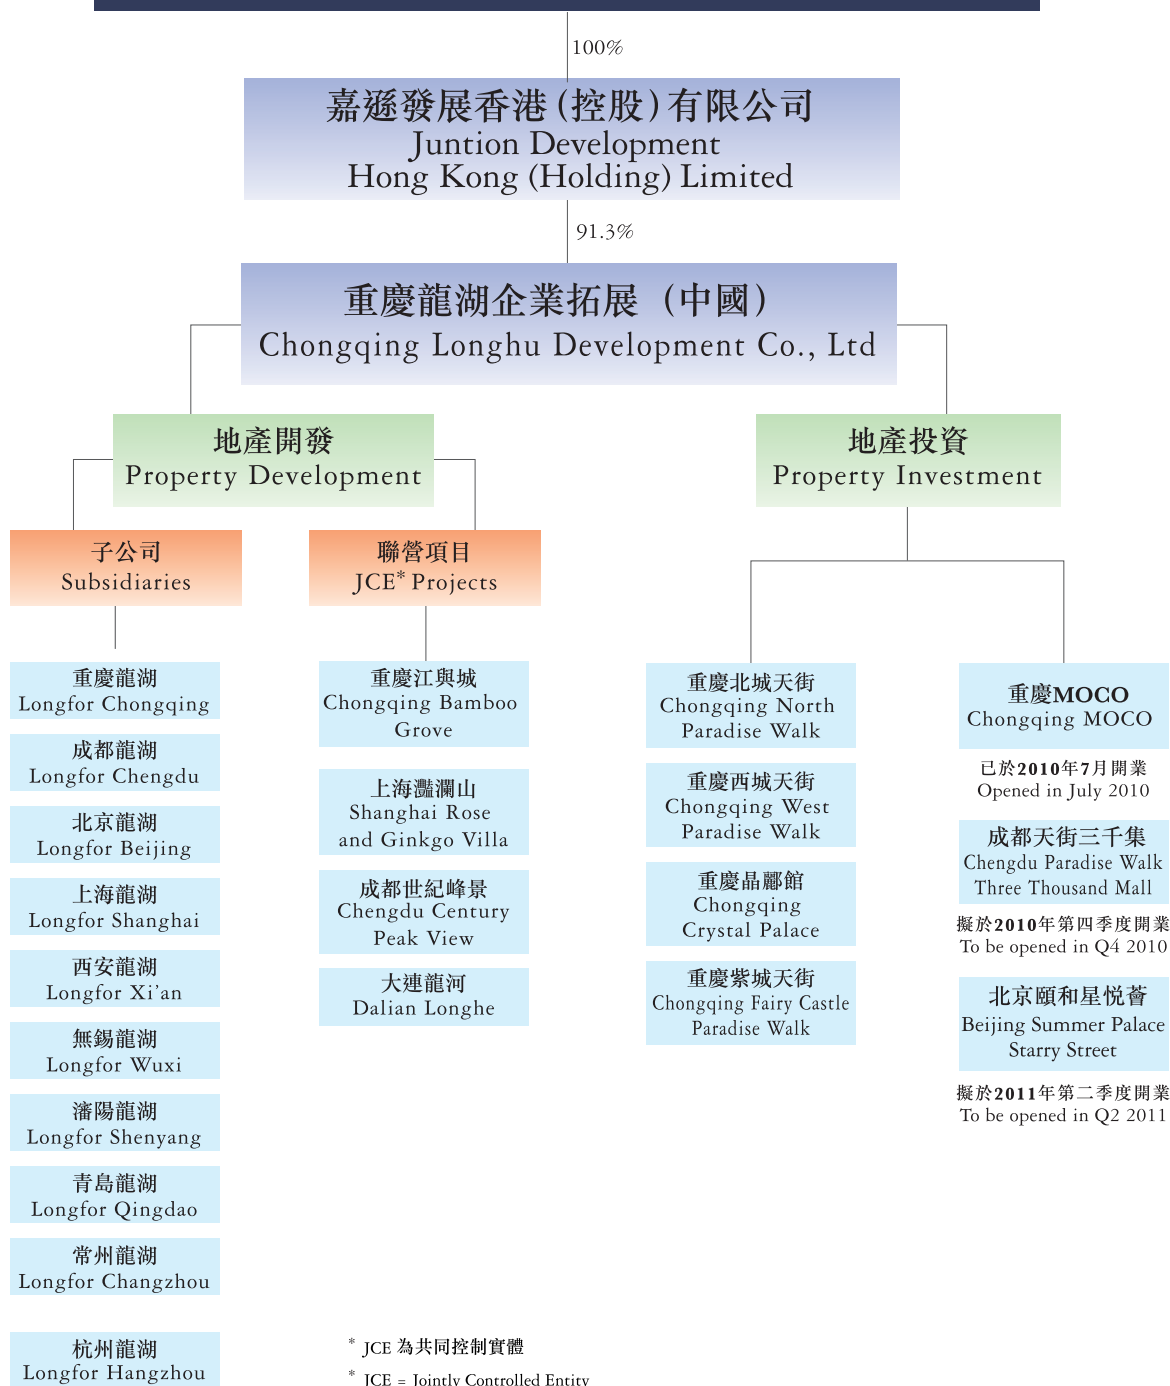 100%
嘉遜發展香港(控股)有限公司
Juntion Development
Hong Kong (Holding) Limited
91.3%
重慶龍湖企業拓展（中國）
Chongqing Longhu Development Co., Ltd
地產開發
Property Development
地產投資
Property Investment
子公司
Subsidiaries
聯營項目
JCE* Projects
重慶龍湖
Longfor Chongqing
成都龍湖
Longfor Chengdu
北京龍湖
Longfor Beijing
上海龍湖
Longfor Shanghai
西安龍湖
Longfor Xi’an
無錫龍湖
Longfor Wuxi
瀋陽龍湖
Longfor Shenyang
青島龍湖
Longfor Qingdao
常州龍湖
Longfor Changzhou
杭州龍湖
Longfor Hangzhou
重慶江與城
Chongqing Bamboo
Grove
上海灩瀾山
Shanghai Rose
and Ginkgo Villa
成都世紀峰景
Chengdu Century
Peak View
大連龍河
Dalian Longhe
重慶北城天街
Chongqing North
Paradise Walk
重慶西城天街
Chongqing West
Paradise Walk
重慶晶酈館
Chongqing
Crystal Palace
重慶紫城天街
Chongqing Fairy Castle
Paradise Walk
重慶MOCO
Chongqing MOCO
已於2010年7月開業
Opened in July 2010
成都天街三千集
Chengdu Paradise Walk
Three Thousand Mall
擬於2010年第四季度開業
To be opened in Q4 2010
北京頤和星悅薈
Beijing Summer Palace
Starry Street
擬於2011年第二季度開業
To be opened in Q2 2011
* JCE 為共同控制實體
* JCE = Jointly Controlled Entity